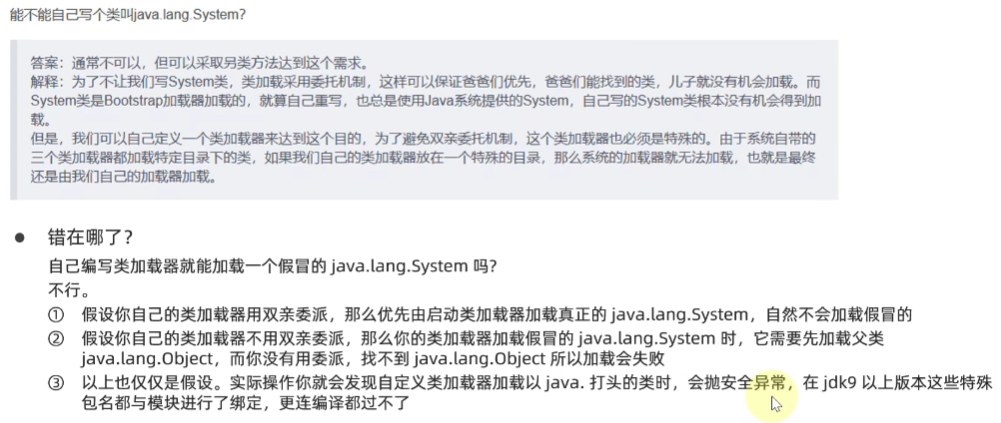 能不能自己写个类叫java.lang.System?
答案：通常不可以，但可以采取另类方法达到这个需求。
解释：为了不让我们写System类，类加载采用委托机制，这样可以保证爸爸们优先，爸爸们能找到的类，儿子就没有机会加载。而
System类是Bootstrap加载器加载的，就算自己重写，也总是使用Java系统提供的System，自己写的System类根本没有机会得到加
载。
但是，我们可以自己定义一个类加载器来达到这个目的，为了避免双亲委托机制，这个类加载器也必须是特殊的。由于系统自带的
三个类加载器都加载特定目录下的类，如果我们自己的类加载器放在一个特殊的目录，那么系统的加载器就无法加载，也就是最终
还是由我们自己的加载器加载。
● 错在哪了？
自己编写类加载器就能加载一个假冒的 java.lang.System 吗?
不行。
① 假设你自己的类加载器用双亲委派，那么优先由启动类加载器加载真正的 java.lang.System，自然不会加载假冒的
② 假设你自己的类加载器不用双亲委派，那么你的类加载器加载假冒的 java.lang.System 时，它需要先加载父类
java.lang.Object，而你没有用委派，找不到 java.lang.Object 所以加载会失败
③ 以上也仅仅是假设。实际操作你就会发现自定义类加载器加载以 java. 打头的类时，会抛安全异常，在 jdk9 以上版本这些特殊
包名都与模块进行了绑定，更连编译都过不了